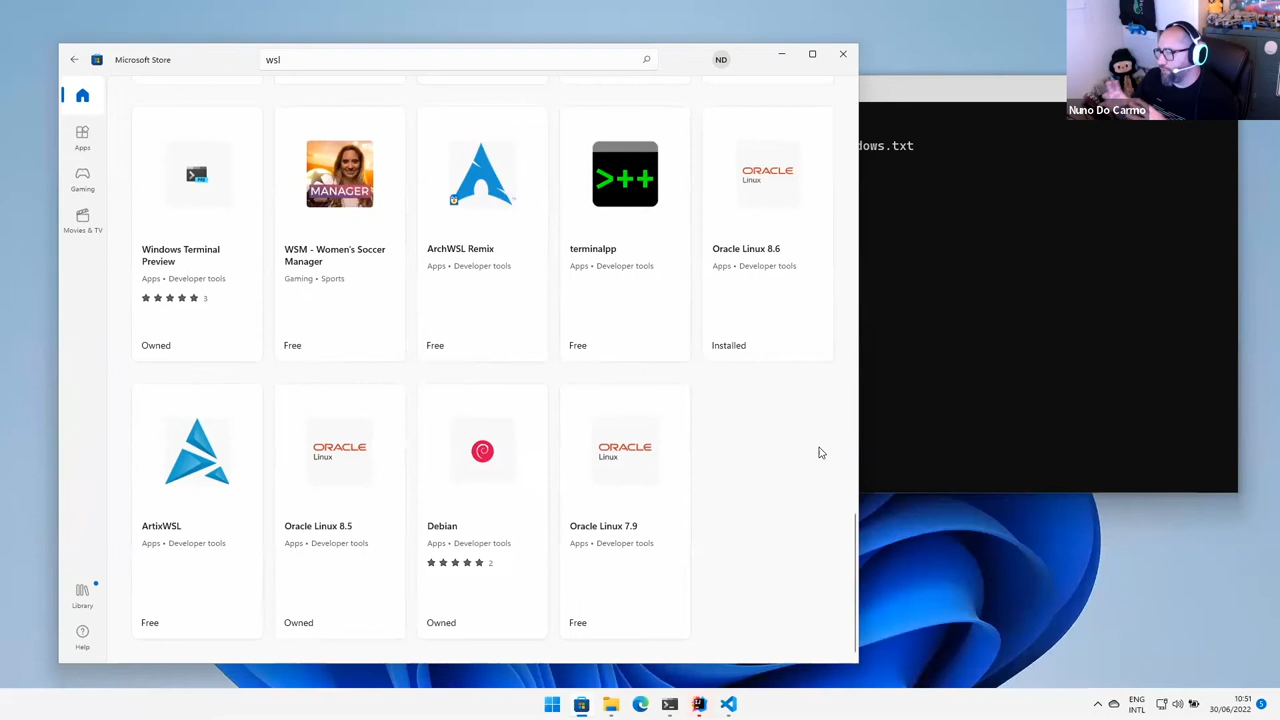 Microsoft Store
wsl
ND
Nuno Do Carmo
dows.txt
Apps
Gaming
Movies & TV
Library
Help
MANAGER
>++
ORACLE
Linux
Windows Terminal
Preview
Apps • Developer tools
3
Owned
WSM - Women's Soccer
Manager
Gaming • Sports
Free
ArchWSL Remix
Apps • Developer tools
Free
terminalpp
Apps • Developer tools
Free
Oracle Linux 8.6
Apps • Developer tools
Installed
ORACLE
Linux
ORACLE
Linux
ArtixWSL
Apps • Developer tools
Free
Oracle Linux 8.5
Apps • Developer tools
Owned
Debian
Apps • Developer tools
2
Owned
Oracle Linux 7.9
Apps • Developer tools
Free
ENG
INTL
10:51
30/06/2022
5